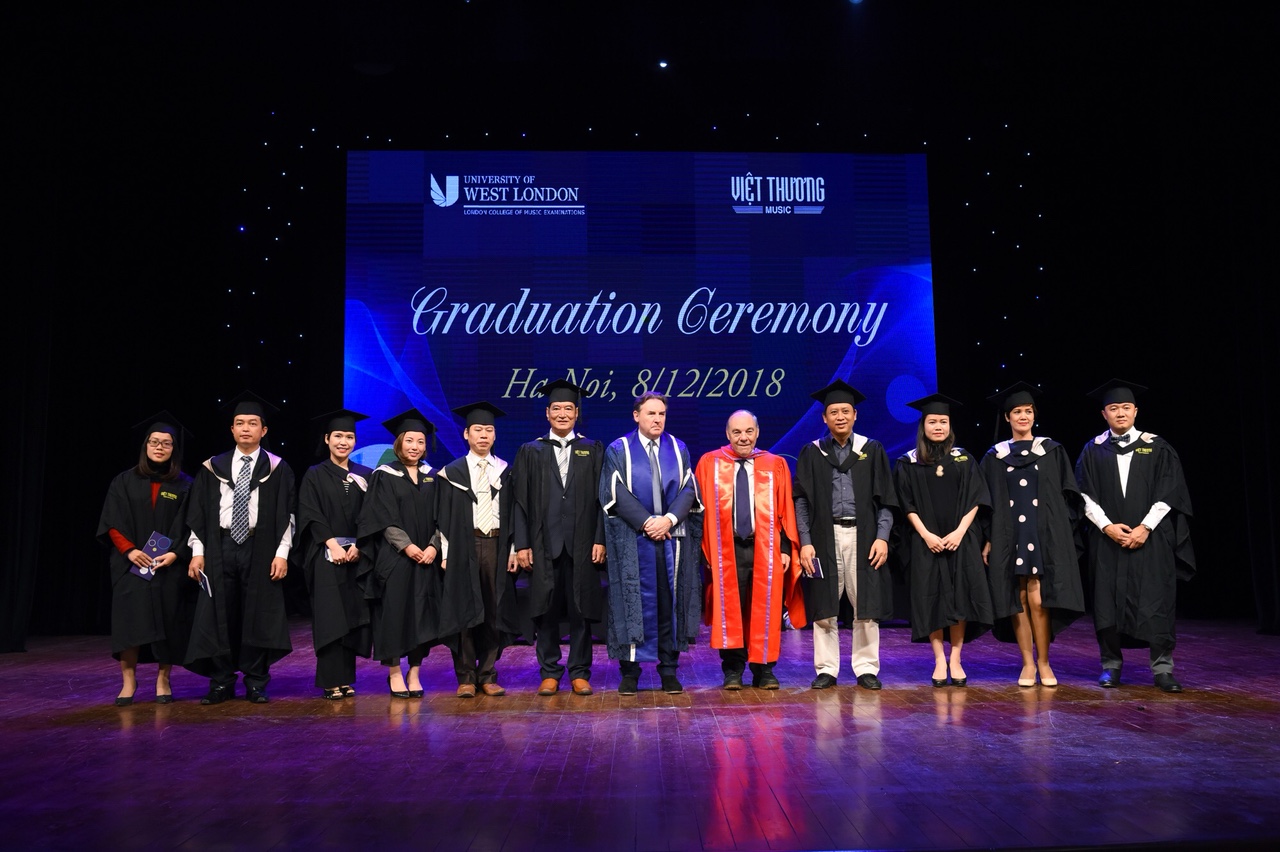 UNIVERSITY OF
WEST LONDON
LONDON COLLEGE OF MUSIC EXAMINATIONS
VIỆT THƯƠNG
MUSIC
Graduation Ceremony
Ha Noi, 8/12/2018